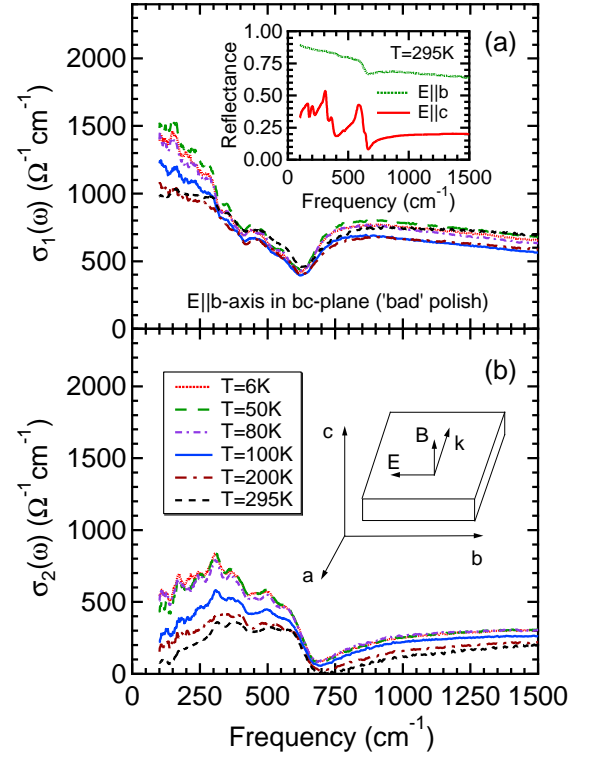 2000
1500
1000
500
0
σ1(ω) (Ω-1cm-1)
(a)
1.00
0.75
0.50
0.25
0.00
Reflectance
T=295K
E||b
E||c
0
500
1000
1500
Frequency (cm-1)
E||b-axis in bc-plane ('bad' polish)
2000
1500
1000
500
0
σ2(ω) (Ω-1cm-1)
(b)
T=6K
T=50K
T=80K
T=100K
T=200K
T=295K
c
B
k
E
a
b
0
250
500
750
1000
1250
1500
Frequency (cm-1)